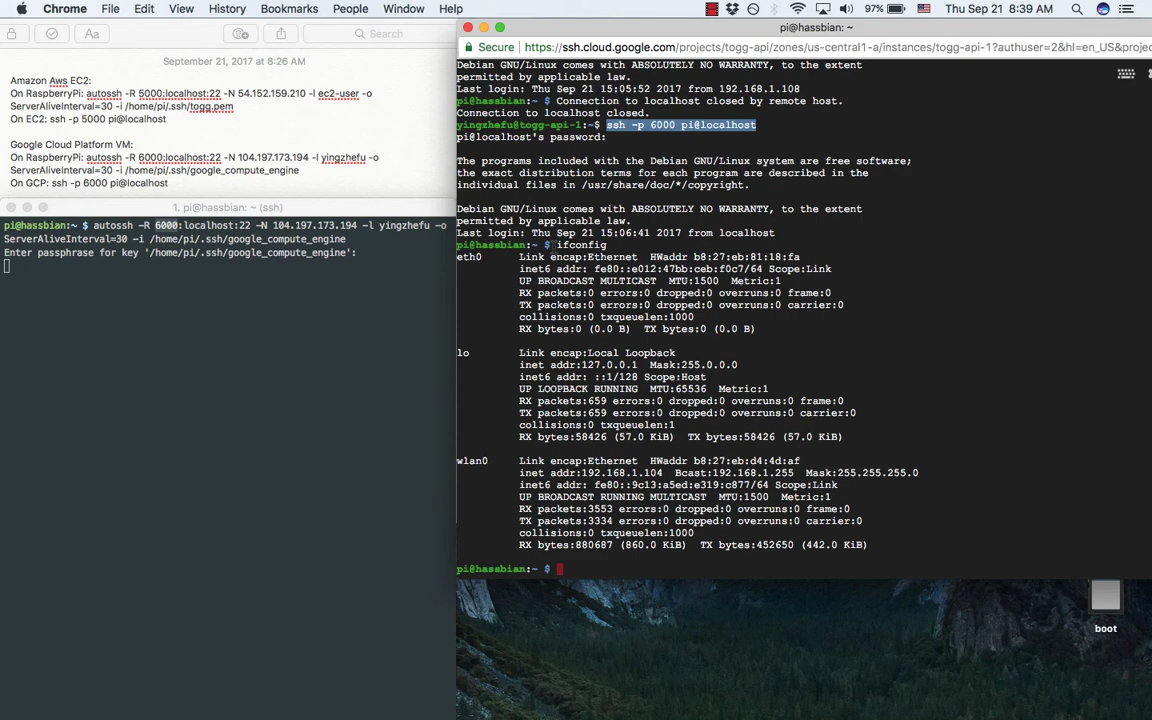 Chrome File Edit View History Bookmarks People Window Help 97% Thu Sep 21 8:39 AM
Aa Search
September 21, 2017 at 8:26 AM
Amazon Aws EC2:
On RaspberryPi: autossh -R 5000:localhost:22 -N 54.152.159.210 -l ec2-user -o
ServerAliveInterval=30 -i /home/pi/.ssh/togg.pem
On EC2: ssh -p 5000 pi@localhost
Google Cloud Platform VM:
On RaspberryPi: autossh -R 6000:localhost:22 -N 104.197.173.194 -l yingzhefu -o
ServerAliveInterval=30 -i /home/pi/.ssh/google_compute_engine
On GCP: ssh -p 6000 pi@localhost
1. pi@hassbian: ~ (ssh)
pi@hassbian:~ $ autossh -R 6000:localhost:22 -N 104.197.173.194 -l yingzhefu -o
ServerAliveInterval=30 -i /home/pi/.ssh/google_compute_engine
Enter passphrase for key '/home/pi/.ssh/google_compute_engine':
pi@hassbian: ~
Secure https://ssh.cloud.google.com/projects/togg-api/zones/us-central1-a/instances/togg-api-1?authuser=2&hl=en_US&projec
Debian GNU/Linux comes with ABSOLUTELY NO WARRANTY, to the extent
permitted by applicable law.
Last login: Thu Sep 21 15:05:52 2017 from 192.168.1.108
pi@hassbian:~ $ Connection to localhost closed by remote host.
Connection to localhost closed.
yingzhefu@togg-api-1:~$ ssh -p 6000 pi@localhost
pi@localhost's password:
The programs included with the Debian GNU/Linux system are free software;
the exact distribution terms for each program are described in the
individual files in /usr/share/doc/*/copyright.
Debian GNU/Linux comes with ABSOLUTELY NO WARRANTY, to the extent
permitted by applicable law.
Last login: Thu Sep 21 15:06:41 2017 from localhost
pi@hassbian:~ $ ifconfig
eth0 Link encap:Ethernet HWaddr b8:27:eb:81:18:fa
inet6 addr: fe80::e012:47bb:ceb:f0c7/64 Scope:Link
UP BROADCAST MULTICAST MTU:1500 Metric:1
RX packets:0 errors:0 dropped:0 overruns:0 frame:0
TX packets:0 errors:0 dropped:0 overruns:0 carrier:0
collisions:0 txqueuelen:1000
RX bytes:0 (0.0 B) TX bytes:0 (0.0 B)
lo Link encap:Local Loopback
inet addr:127.0.0.1 Mask:255.0.0.0
inet6 addr: ::1/128 Scope:Host
UP LOOPBACK RUNNING MTU:65536 Metric:1
RX packets:659 errors:0 dropped:0 overruns:0 frame:0
TX packets:659 errors:0 dropped:0 overruns:0 carrier:0
collisions:0 txqueuelen:1
RX bytes:58426 (57.0 KiB) TX bytes:58426 (57.0 KiB)
wlan0 Link encap:Ethernet HWaddr b8:27:eb:d4:4d:af
inet addr:192.168.1.104 Bcast:192.168.1.255 Mask:255.255.255.0
inet6 addr: fe80::9c13:a5ed:e319:c877/64 Scope:Link
UP BROADCAST RUNNING MULTICAST MTU:1500 Metric:1
RX packets:3553 errors:0 dropped:0 overruns:0 frame:0
TX packets:3334 errors:0 dropped:0 overruns:0 carrier:0
collisions:0 txqueuelen:1000
RX bytes:880687 (860.0 KiB) TX bytes:452650 (442.0 KiB)
pi@hassbian:~ $
boot